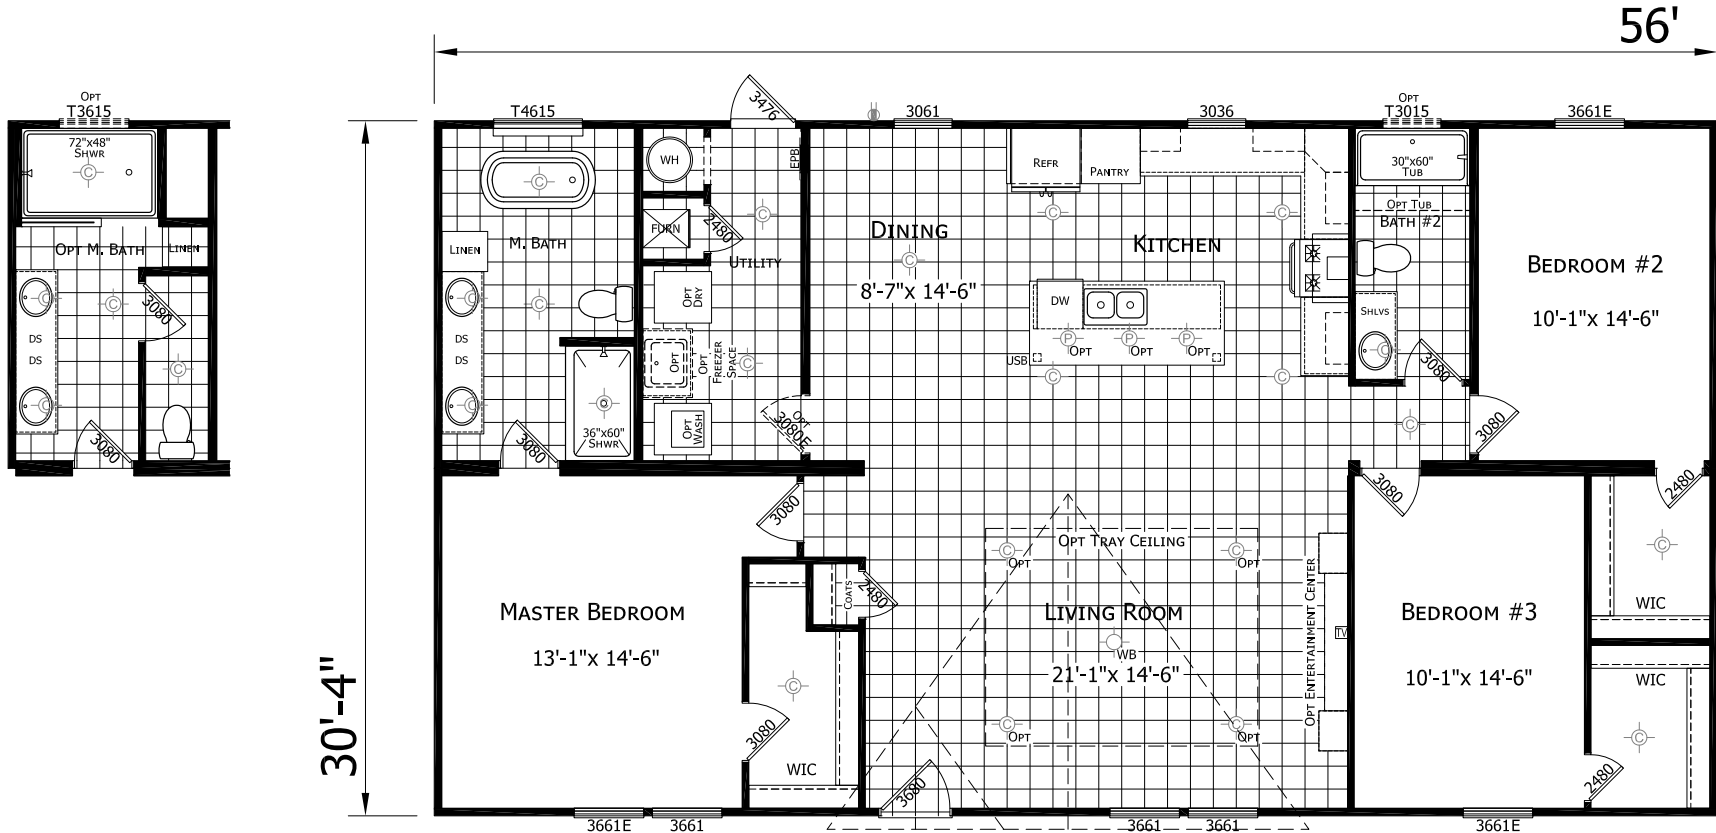 56'
30'-4"
OPT
T3615
72"x48"
SHWR
C
OPT M. BATH
LINEN
C
3080
DS
DS
C
C
C
3080
T4615
C
LINEN
M. BATH
C
C
DS
DS
C
C
36"x60"
SHWR
3080
3476
WH
EPB
FURN
2480
C
UTILITY
OPT
DRY
OPT
OPT
FREEZER
SPACE
C
OPT
WASH
OPT
3080E
3061
3036
REFR
PANTRY
C
C
DINING
C
8'-7"x 14'-6"
KITCHEN
DW
P
OPT
P
OPT
P
OPT
USB
C
C
OPT
T3015
30"x60"
TUB
OPT TUB
BATH #2
SHLVS
C
3080
C
3661E
BEDROOM #2
10'-1"x 14'-6"
3080
2480
C
WIC
3080
MASTER BEDROOM
13'-1"x 14'-6"
COATS
2480
C
3080
WIC
3661E
3661
OPT TRAY CEILING
C
OPT
C
OPT
LIVING ROOM
WB
21'-1"x 14'-6"
C
OPT
C
OPT
OPT ENTERTAINMENT CENTER
TV
3680
3661
3661
3080
BEDROOM #3
10'-1"x 14'-6"
WIC
C
2480
3661E